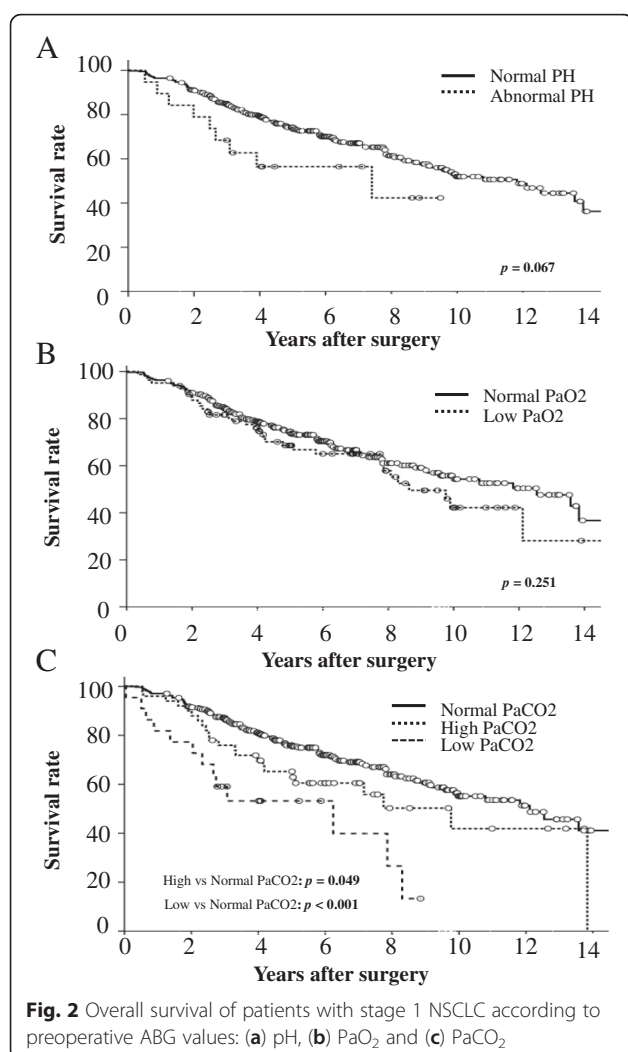 A
100
80
60
40
20
0
Survival rate
Normal PH
Abnormal PH
p = 0.067
0 2 4 6 8 10 12 14
Years after surgery
B
100
80
60
40
20
0
Survival rate
Normal PaO2
Low PaO2
p = 0.251
0 2 4 6 8 10 12 14
Years after surgery
C
100
80
60
40
20
0
Survival rate
Normal PaCO2
High PaCO2
Low PaCO2
High vs Normal PaCO2: p = 0.049
Low vs Normal PaCO2: p < 0.001
0 2 4 6 8 10 12 14
Years after surgery
Fig. 2 Overall survival of patients with stage 1 NSCLC according to
preoperative ABG values: (a) pH, (b) PaO₂ and (c) PaCO₂